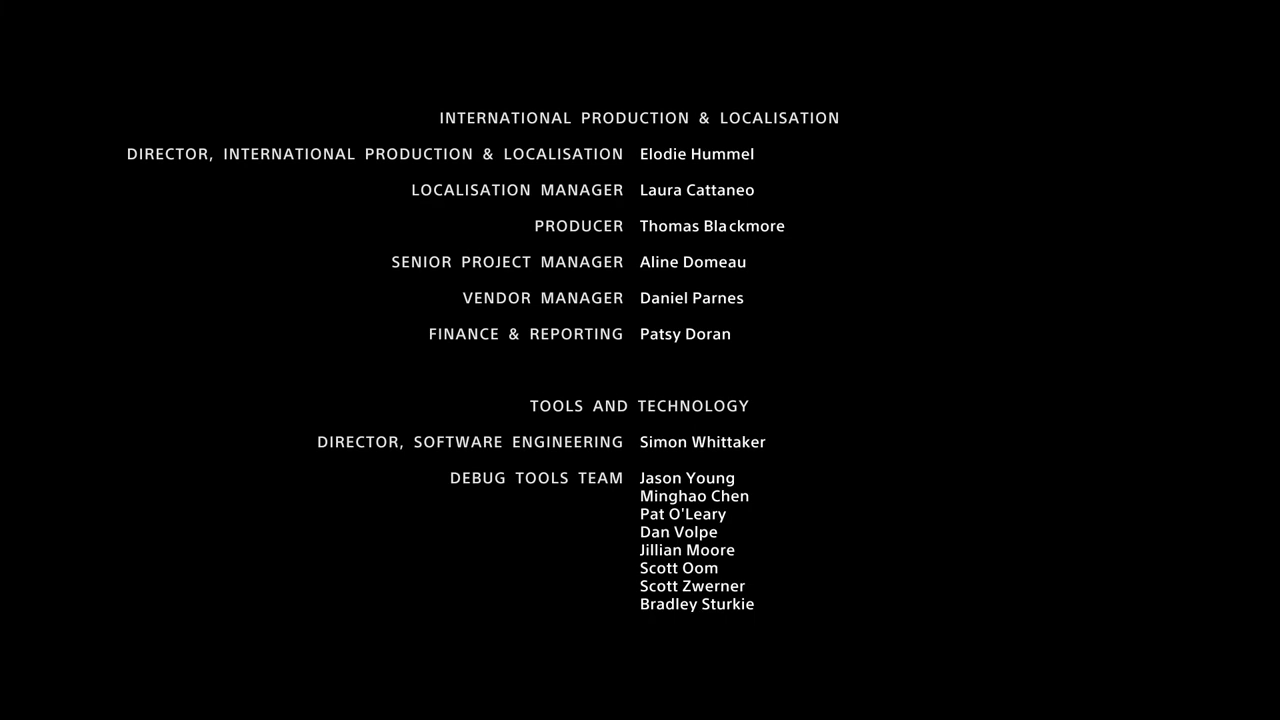 INTERNATIONAL PRODUCTION & LOCALISATION
DIRECTOR, INTERNATIONAL PRODUCTION & LOCALISATION Elodie Hummel
LOCALISATION MANAGER Laura Cattaneo
PRODUCER Thomas Blackmore
SENIOR PROJECT MANAGER Aline Domeau
VENDOR MANAGER Daniel Parnes
FINANCE & REPORTING Patsy Doran
TOOLS AND TECHNOLOGY
DIRECTOR, SOFTWARE ENGINEERING Simon Whittaker
DEBUG TOOLS TEAM Jason Young
Minghao Chen
Pat O'Leary
Dan Volpe
Jillian Moore
Scott Oom
Scott Zwerner
Bradley Sturkie